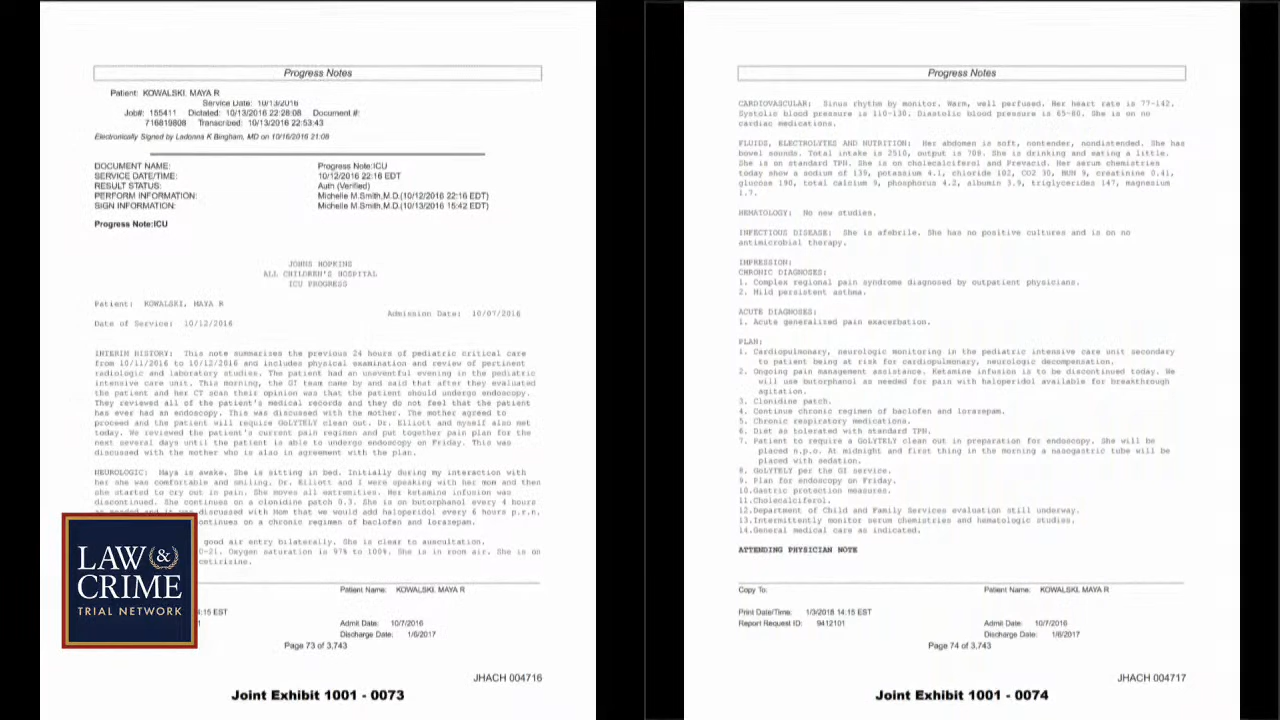 Progress Notes
Patient: KOWALSKI, MAYA R
Service Date: 10/13/2016
Job#: 155411 Dictated: 10/13/2016 22:28:08 Document #:
716819808 Transcribed: 10/13/2016 22:53:43
Electronically Signed by Ladonna K Bingham, MD on 10/16/2016 21:08
DOCUMENT NAME: Progress Note:ICU
SERVICE DATE/TIME: 10/12/2016 22:16 EDT
RESULT STATUS: Auth (Verified)
PERFORM INFORMATION: Michelle M.Smith,M.D.(10/12/2016 22:16 EDT)
SIGN INFORMATION: Michelle M.Smith,M.D.(10/13/2016 15:42 EDT)
Progress Note:ICU
JOHNS HOPKINS
ALL CHILDREN'S HOSPITAL
ICU PROGRESS
Patient: KOWALSKI, MAYA R
Admission Date: 10/07/2016
Date of Service: 10/12/2016
INTERIM HISTORY: This note summarizes the previous 24 hours of pediatric critical care
from 10/11/2016 to 10/12/2016 and includes physical examination and review of pertinent
radiologic and laboratory studies. The patient had an uneventful evening in the pediatric
intensive care unit. This morning, the GI team came by and said that after they evaluated
the patient and her CT scan their opinion was that the patient should undergo endoscopy.
They reviewed all of the patient's medical records and they do not feel that the patient
has ever had an endoscopy. This was discussed with the mother. The mother agreed to
proceed and the patient will require GoLYTELY clean out. Dr. Elliott and myself also met
today. We reviewed the patient's current pain regimen and put together pain plan for the
next several days until the patient is able to undergo endoscopy on Friday. This was
discussed with the mother who is also in agreement with the plan.
NEUROLOGIC: Maya is awake. She is sitting in bed. Initially during my interaction with
her she was comfortable and smiling. Dr. Elliott and I were speaking with her mom and then
she started to cry out in pain. She moves all extremities. Her ketamine infusion was
discontinued. She continues on a clonidine patch 0.3. She is on butorphanol every 4 hours
discussed with Mom that we would add haloperidol every 6 hours p.r.n.
continues on a chronic regimen of baclofen and lorazepam.
good air entry bilaterally. She is clear to auscultation.
0-21. Oxygen saturation is 97% to 100%. She is in room air. She is on
cetirizine.
LAW &
CRIME
TRIAL NETWORK
Patient Name: KOWALSKI, MAYA R
4:15 EST
1
Admit Date: 10/7/2016
Discharge Date: 1/6/2017
Page 73 of 3,743
JHACH 004716
Joint Exhibit 1001 - 0073
Progress Notes
CARDIOVASCULAR: Sinus rhythm by monitor. Warm, well perfused. Her heart rate is 77-142.
Systolic blood pressure is 110-130. Diastolic blood pressure is 65-80. She is on no
cardiac medications.
FLUIDS, ELECTROLYTES AND NUTRITION: Her abdomen is soft, nontender, nondistended. She has
bowel sounds. Total intake is 2510, output is 700. She is drinking and eating a little.
She is on standard TPN. She is on cholecalciferol and Prevacid. Her serum chemistries
today show a sodium of 139, potassium 4.1, chloride 102, CO2 30, BUN 9, creatinine 0.41,
glucose 190, total calcium 9, phosphorus 4.2, albumin 3.9, triglycerides 147, magnesium
1.7.
HEMATOLOGY: No new studies.
INFECTIOUS DISEASE: She is afebrile. She has no positive cultures and is on no
antimicrobial therapy.
IMPRESSION:
CHRONIC DIAGNOSES:
1. Complex regional pain syndrome diagnosed by outpatient physicians.
2. Mild persistent asthma.
ACUTE DIAGNOSES:
1. Acute generalized pain exacerbation.
PLAN:
1. Cardiopulmonary, neurologic monitoring in the pediatric intensive care unit secondary
to patient being at risk for cardiopulmonary, neurologic decompensation.
2. Ongoing pain management assistance. Ketamine infusion is to be discontinued today. We
will use butorphanol as needed for pain with haloperidol available for breakthrough
agitation.
3. Clonidine patch.
4. Continue chronic regimen of baclofen and lorazepam.
5. Chronic respiratory medications.
6. Diet as tolerated with standard TPN.
7. Patient to require a GoLYTELY clean out in preparation for endoscopy. She will be
placed n.p.o. At midnight and first thing in the morning a nasogastric tube will be
placed with sedation.
8. GoLYTELY per the GI service.
9. Plan for endoscopy on Friday.
10.Gastric protection measures.
11.Cholecalciferol.
12.Department of Child and Family Services evaluation still underway.
13.Intermittently monitor serum chemistries and hematologic studies.
14.General medical care as indicated.
ATTENDING PHYSICIAN NOTE
Copy To: Patient Name: KOWALSKI, MAYA R
Print Date/Time: 1/3/2018 14:15 EST
Report Request ID: 9412101 Admit Date: 10/7/2016
Discharge Date: 1/6/2017
Page 74 of 3,743
JHACH 004717
Joint Exhibit 1001 - 0074